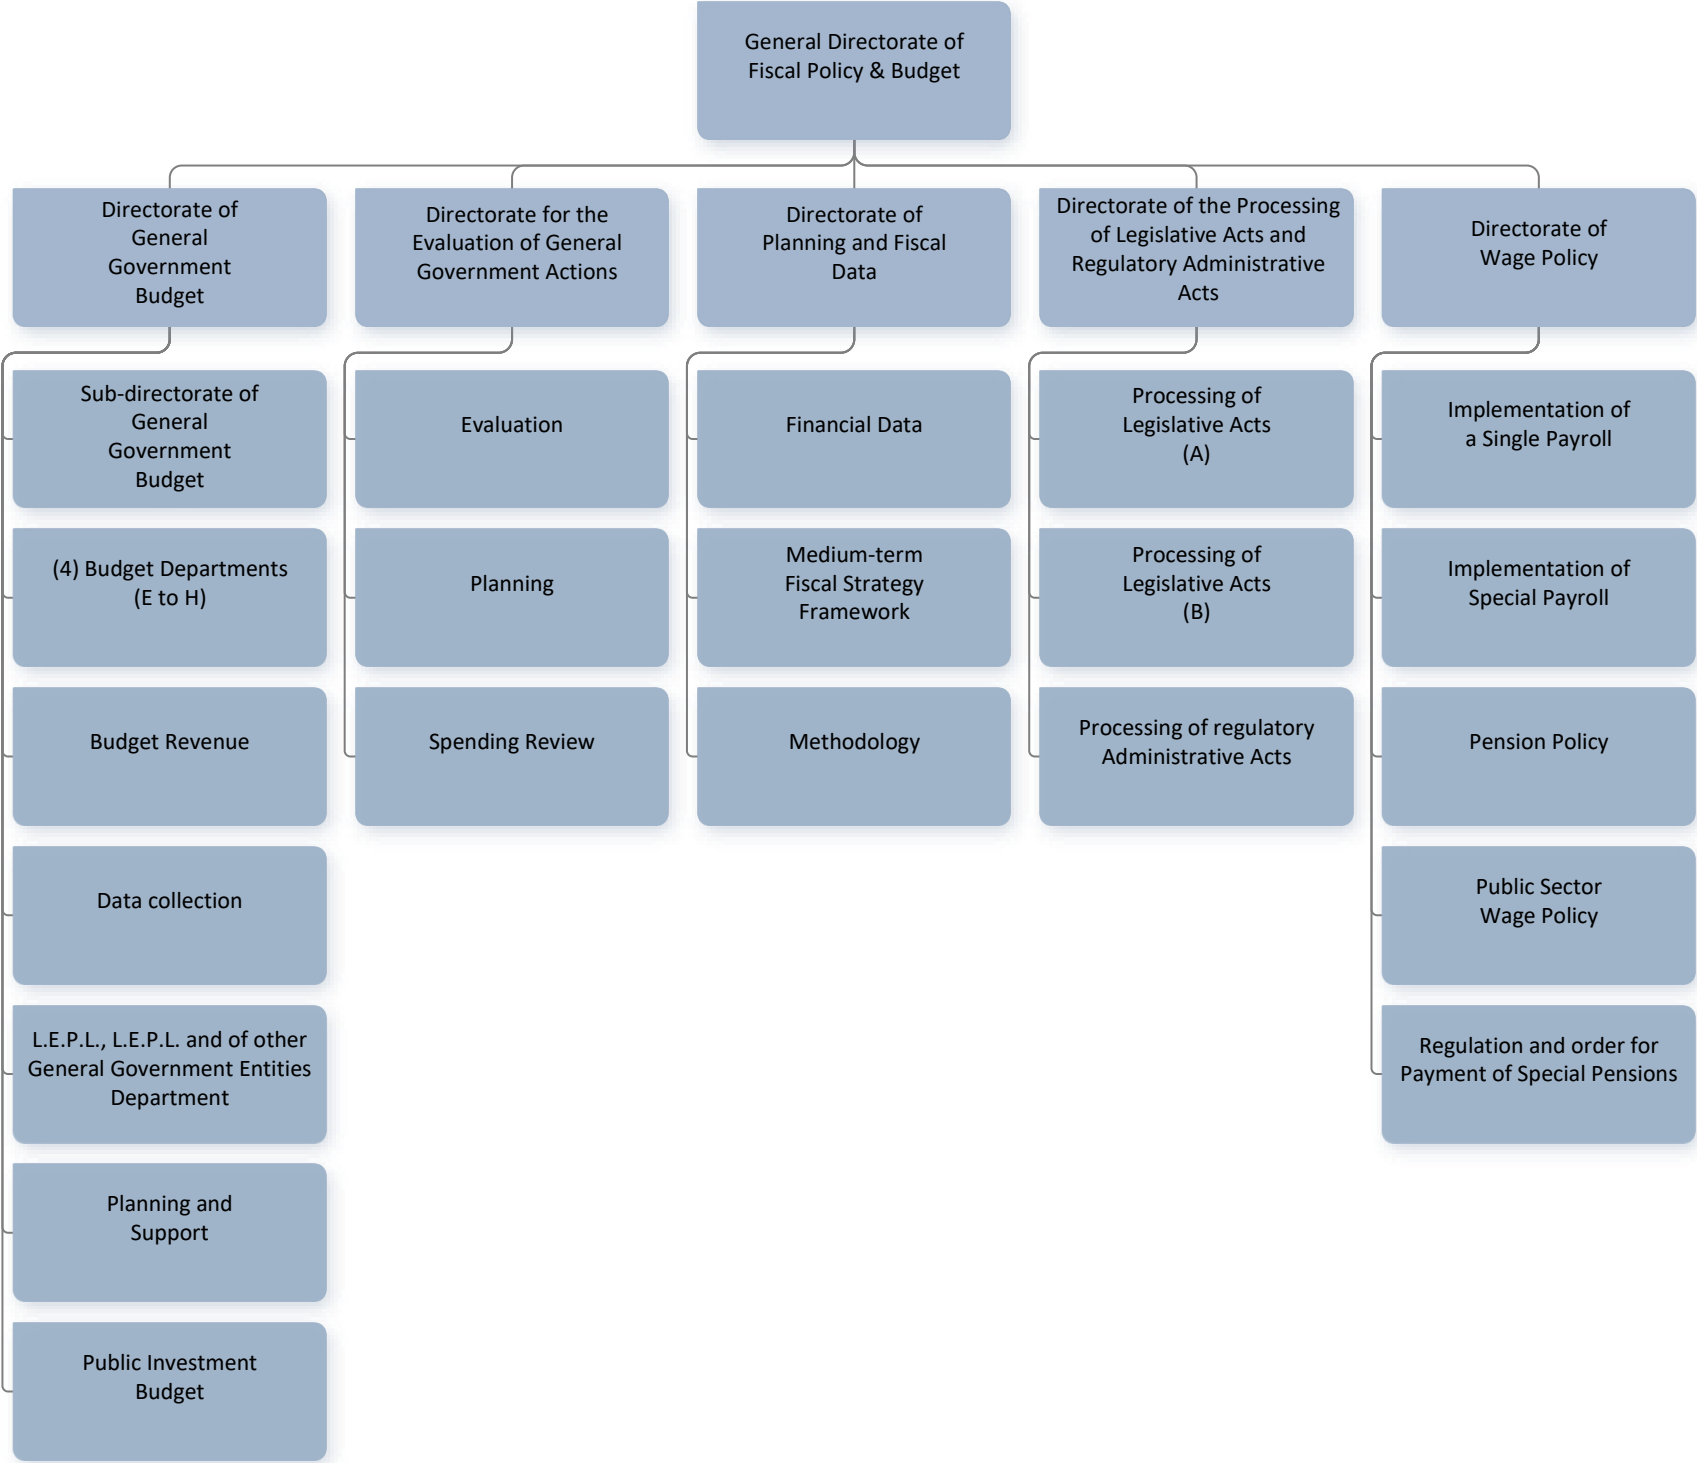 General Directorate of
Fiscal Policy & Budget
Directorate of
General
Government
Budget
Directorate for the
Evaluation of General
Government Actions
Directorate of
Planning and Fiscal
Data
Directorate of the Processing
of Legislative Acts and
Regulatory Administrative
Acts
Directorate of
Wage Policy
Sub-directorate of
General
Government
Budget
(4) Budget Departments
(E to H)
Budget Revenue
Data collection
L.E.P.L., L.E.P.L. and of other
General Government Entities
Department
Planning and
Support
Public Investment
Budget
Evaluation
Planning
Spending Review
Financial Data
Medium-term
Fiscal Strategy
Framework
Methodology
Processing of
Legislative Acts
(A)
Processing of
Legislative Acts
(B)
Processing of regulatory
Administrative Acts
Implementation of
a Single Payroll
Implementation of
Special Payroll
Pension Policy
Public Sector
Wage Policy
Regulation and order for
Payment of Special Pensions